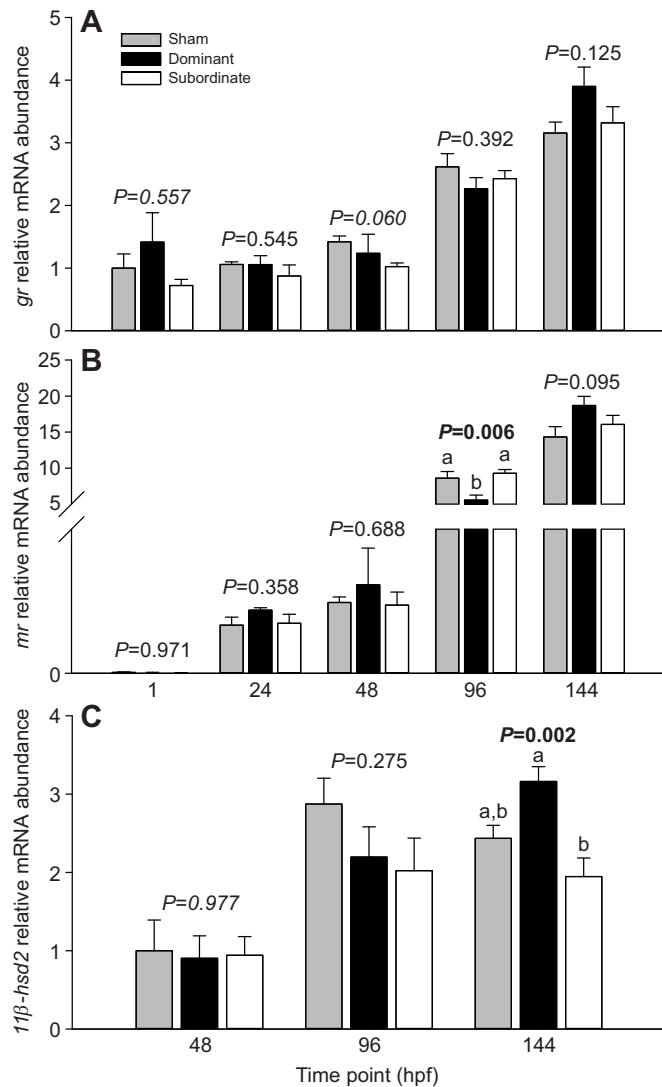 A
Sham
Dominant
Subordinate
gr relative mRNA abundance
5
4
3
2
1
0
P=0.557
P=0.545
P=0.060
P=0.392
P=0.125
B
mr relative mRNA abundance
25
20
15
10
5
0
P=0.971
P=0.358
P=0.688
P=0.006
a
b
a
P=0.095
1 24 48 96 144
C
11β-hsd2 relative mRNA abundance
4
3
2
1
0
P=0.977
P=0.275
P=0.002
a,b
a
b
48 96 144
Time point (hpf)